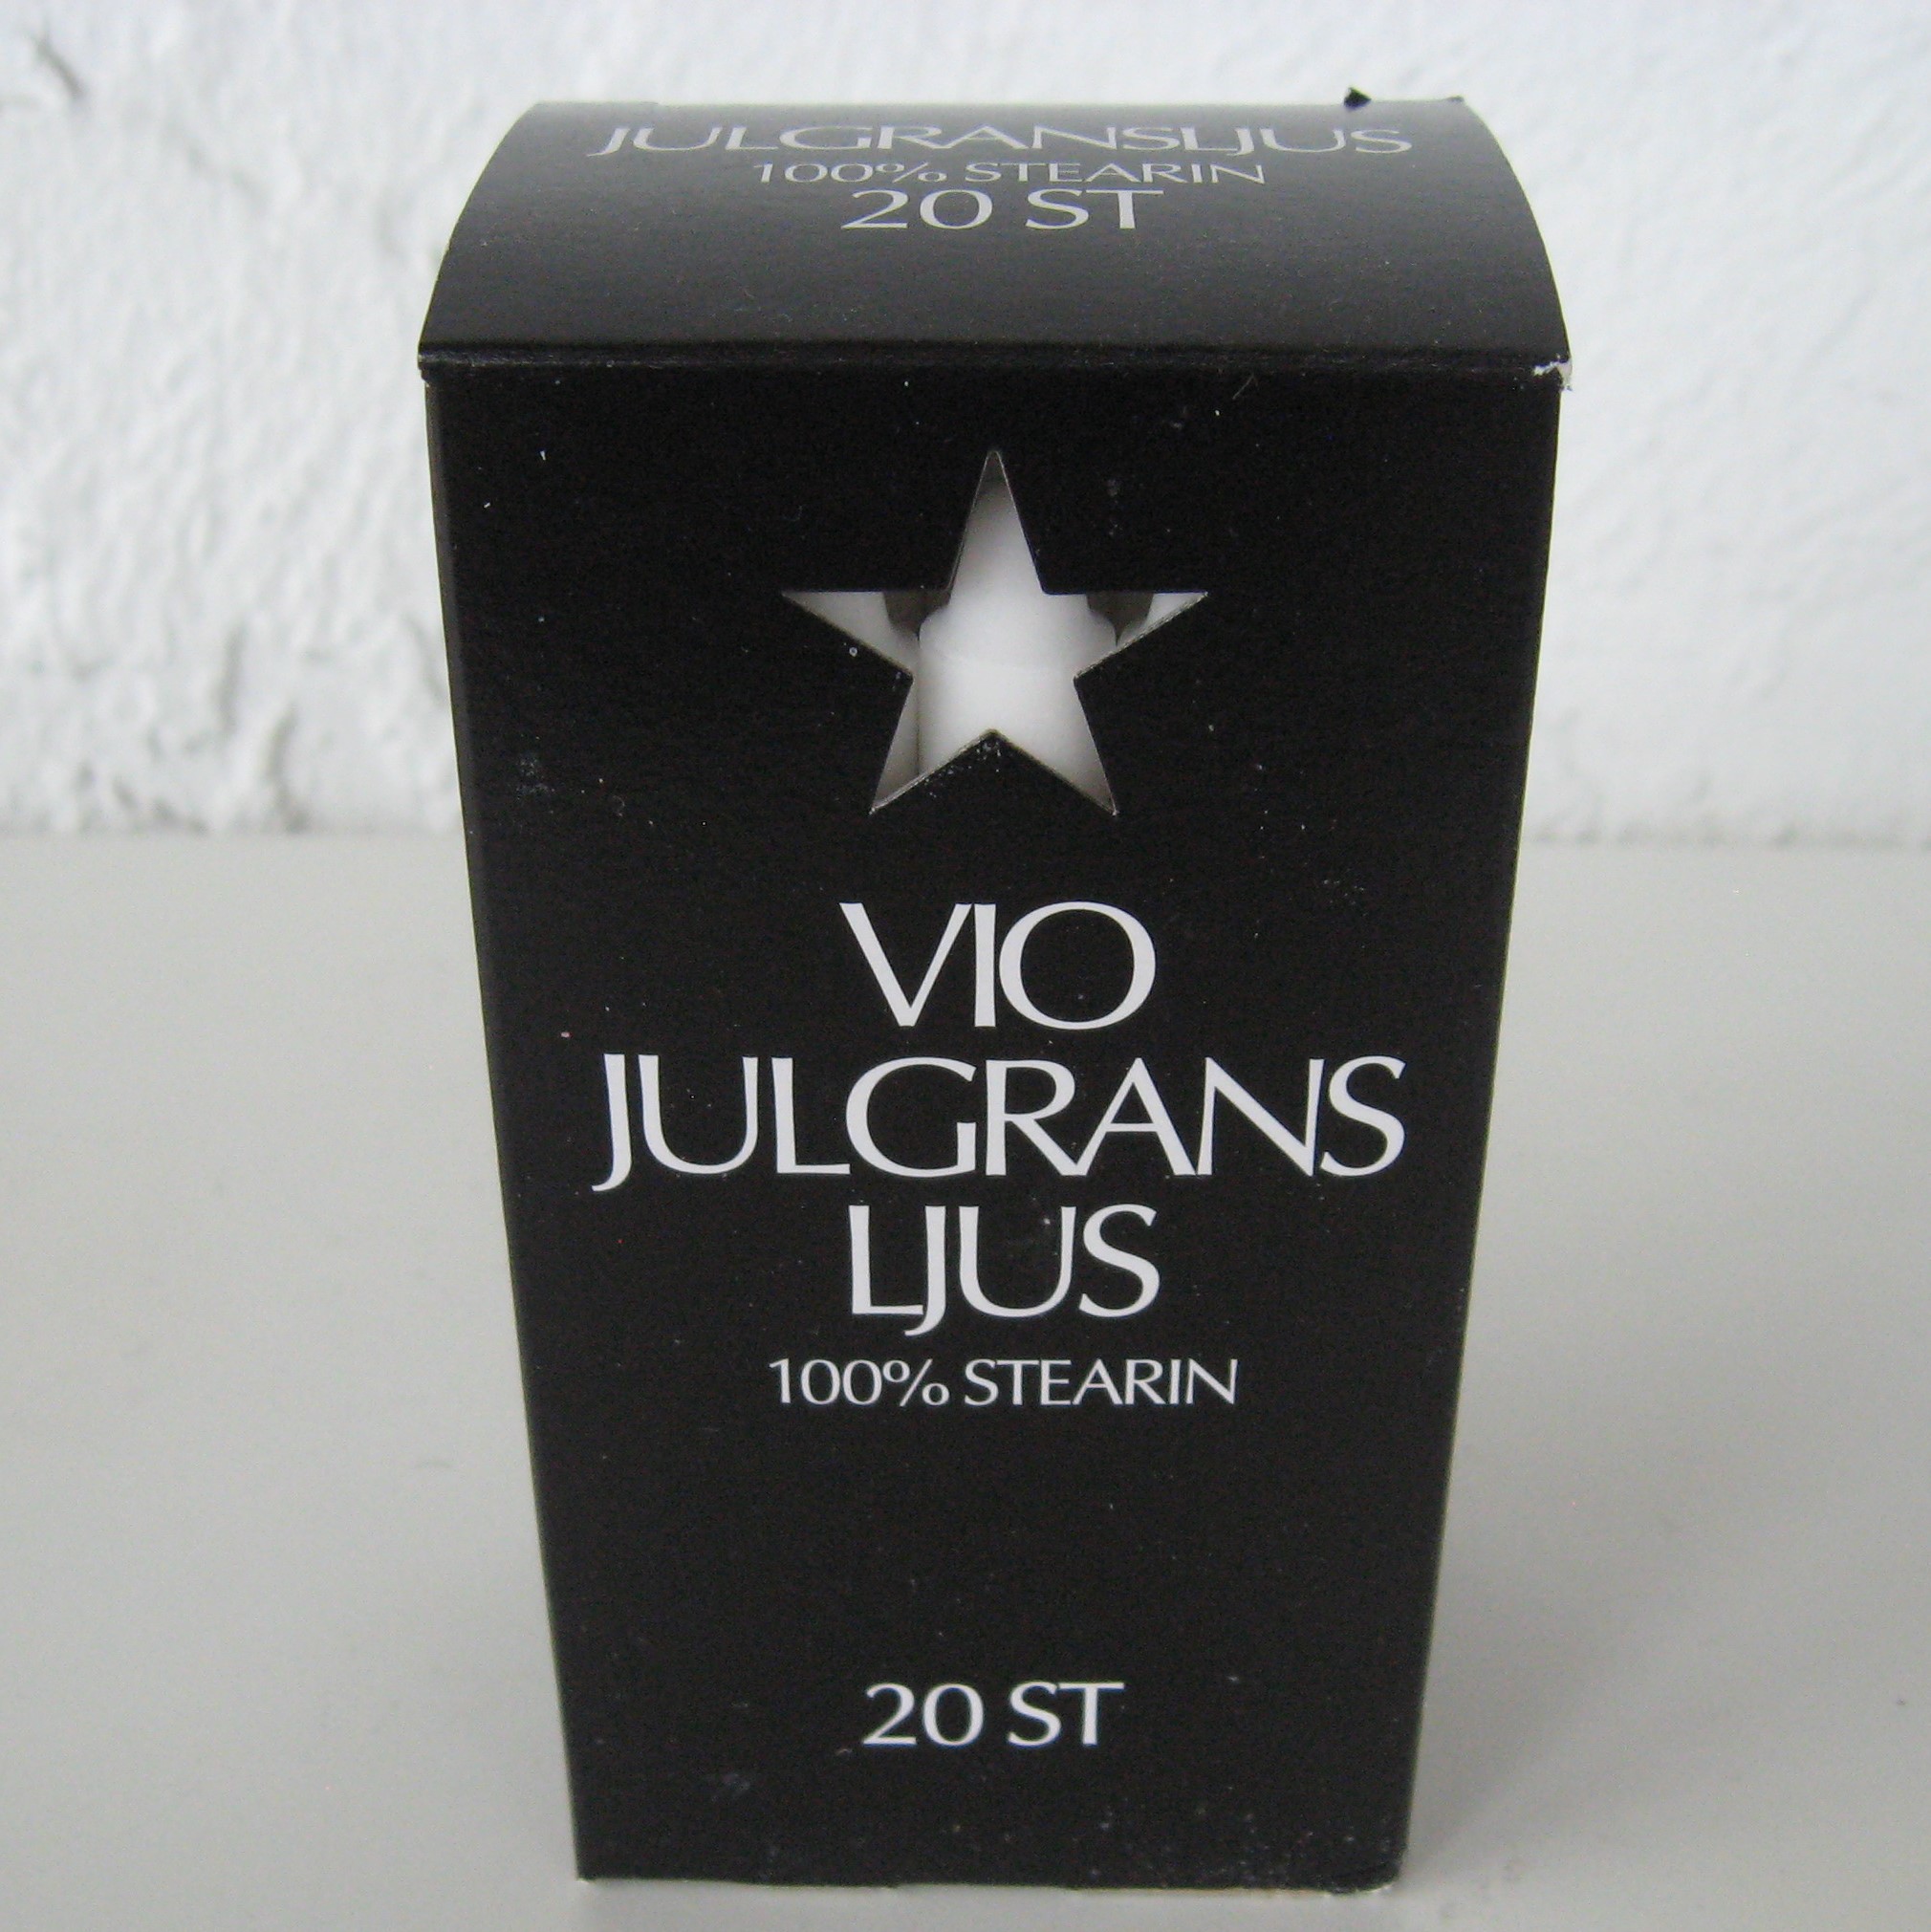 JULGRANSLJUS
100% STEARIN
20 ST
VIO
JULGRANS
LJUS
100% STEARIN
20 ST